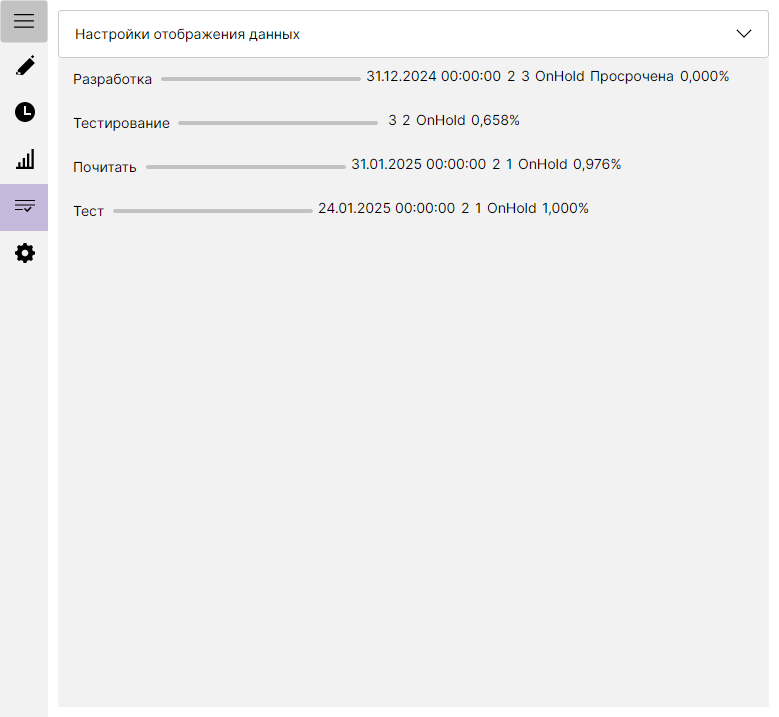 Настройки отображения данных
Разработка 31.12.2024 00:00:00 2 3 OnHold Просрочена 0,000%
Тестирование 3 2 OnHold 0,658%
Почитать 31.01.2025 00:00:00 2 1 OnHold 0,976%
Тест 24.01.2025 00:00:00 2 1 OnHold 1,000%